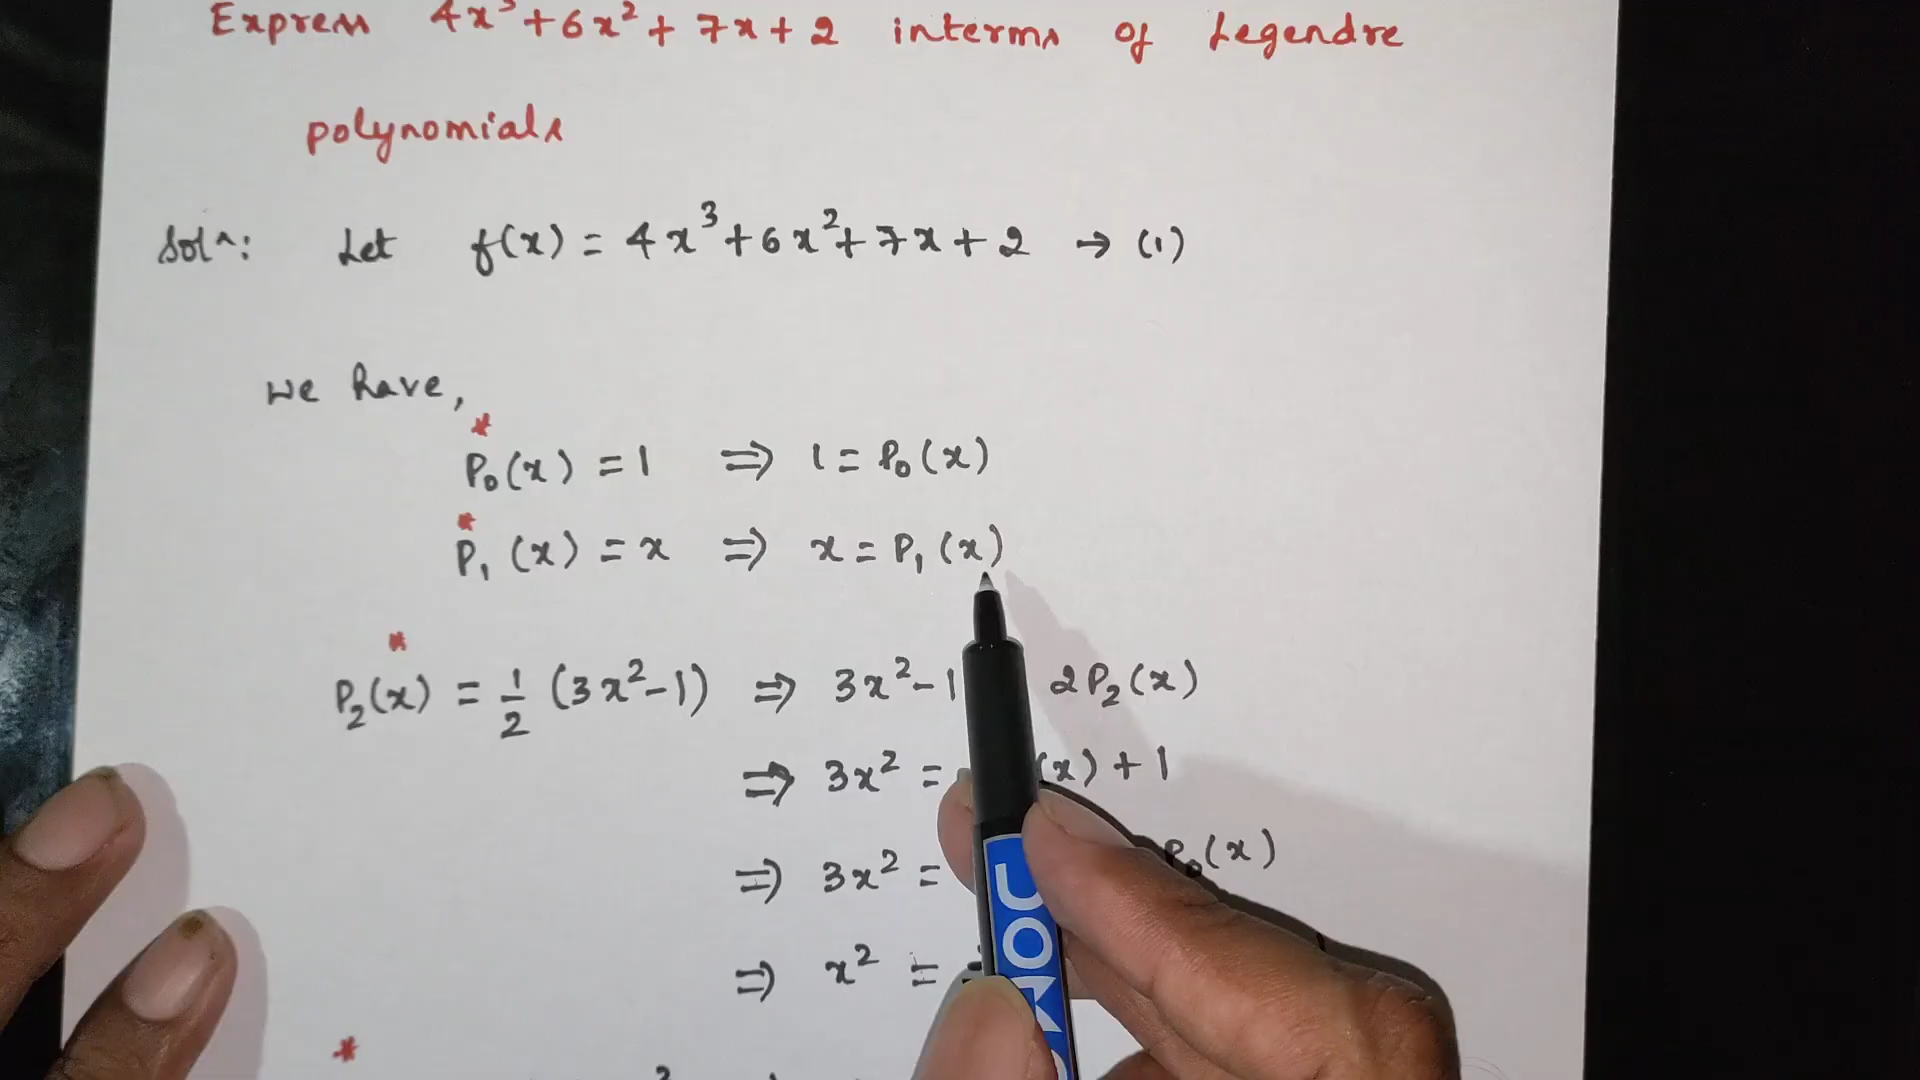 Express 4x³+6x²+7x+2 interms of Legendre
polynomials
Solⁿ: Let f(x) = 4x³+6x²+7x+2 → (1)
We have,
*
P₀(x) = 1 ⇒ 1 = P₀(x)
*
P₁(x) = x ⇒ x = P₁(x)
*
P₂(x) = 1/2 (3x²-1) ⇒ 3x²-1 2P₂(x)
⇒ 3x² = (x)+1
⇒ 3x² = P₀(x)
⇒ x² =
*